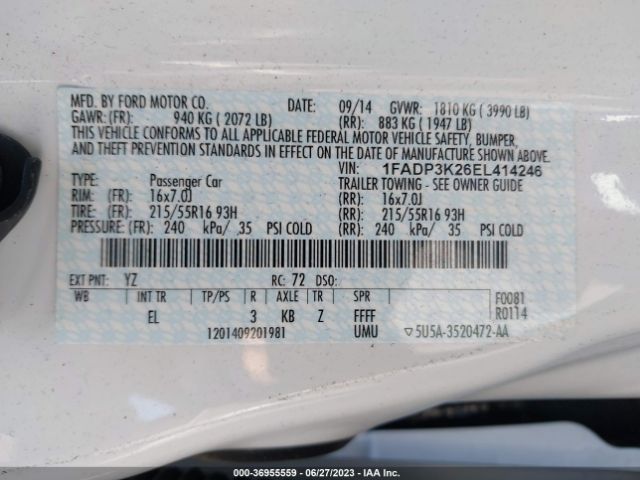 MFD. BY FORD MOTOR CO. DATE: 09/14 GVWR: 1810 KG ( 3990 LB)
GAWR: (FR): 940 KG ( 2072 LB) (RR): 883 KG ( 1947 LB)
THIS VEHICLE CONFORMS TO ALL APPLICABLE FEDERAL MOTOR VEHICLE SAFETY, BUMPER,
AND THEFT PREVENTION STANDARDS IN EFFECT ON THE DATE OF MANUFACTURE SHOWN ABOVE.
VIN: 1FADP3K26EL414246
TYPE: Passenger Car TRAILER TOWING - SEE OWNER GUIDE
RIM: (FR): 16x7.0J (RR): 16x7.0J
TIRE: (FR): 215/55R16 93H (RR): 215/55R16 93H
PRESSURE: (FR): 240 kPa/ 35 PSI COLD (RR): 240 kPa/ 35 PSI COLD
EXT PNT: YZ RC: 72 DSO:
WB INT TR TP/PS R AXLE TR SPR F0081
EL 3 KB Z FFFF R0114
1201409201981 UMU ▽5U5A-3520472-AA
000-36955559 - 06/27/2023 - IAA Inc.